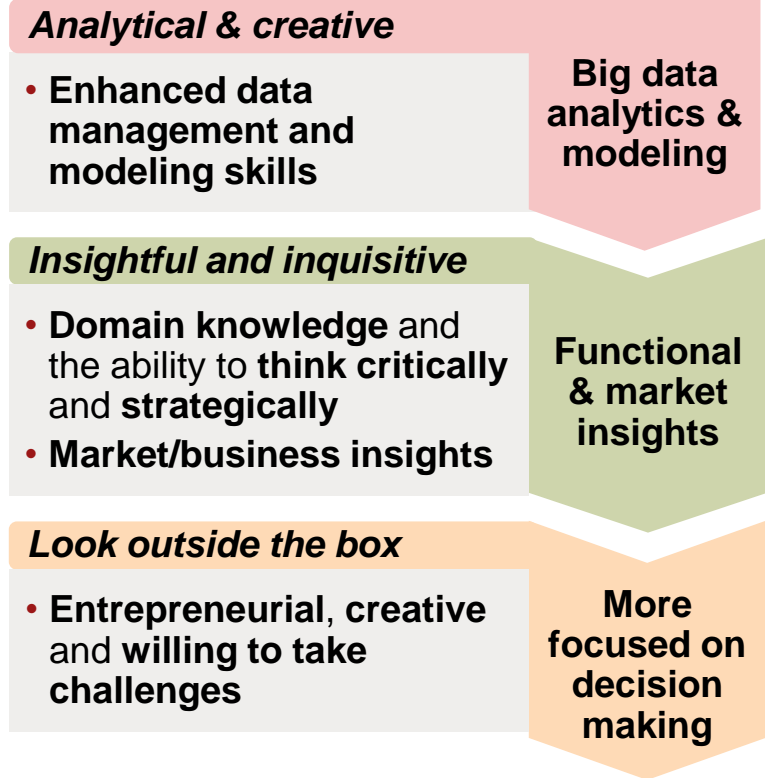 Analytical & creative
• Enhanced data
management and
modeling skills
Big data
analytics &
modeling
Insightful and inquisitive
• Domain knowledge and
the ability to think critically
and strategically
• Market/business insights
Functional
& market
insights
Look outside the box
• Entrepreneurial, creative
and willing to take
challenges
More
focused on
decision
making